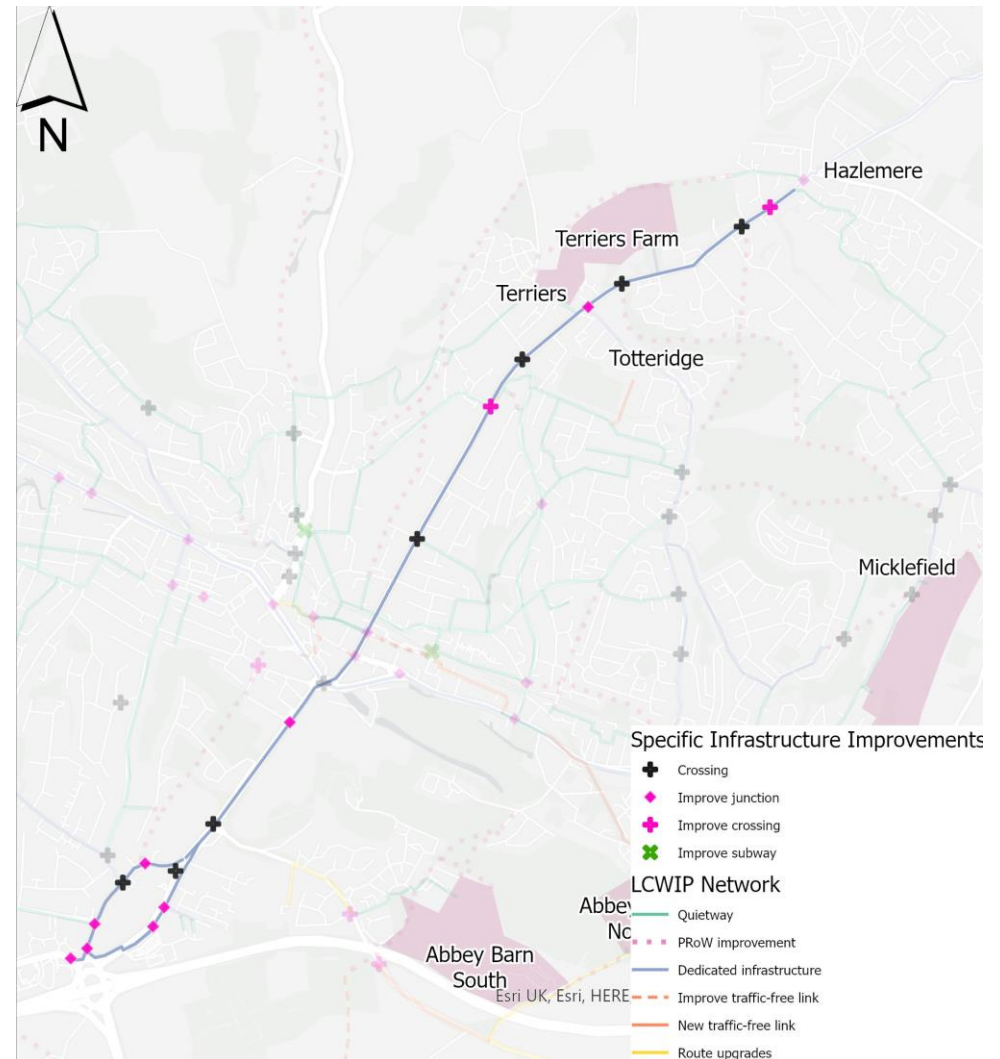 N
Hazlemere
Terriers Farm
Terriers
Totteridge
Micklefield
Specific Infrastructure Improvements
Crossing
Improve junction
Improve crossing
Improve subway
LCWIP Network
Quietway
PRoW improvement
Dedicated infrastructure
Improve traffic-free link
New traffic-free link
Route upgrades
Abbey
No
Abbey Barn
South
Esri UK, Esri, HERE